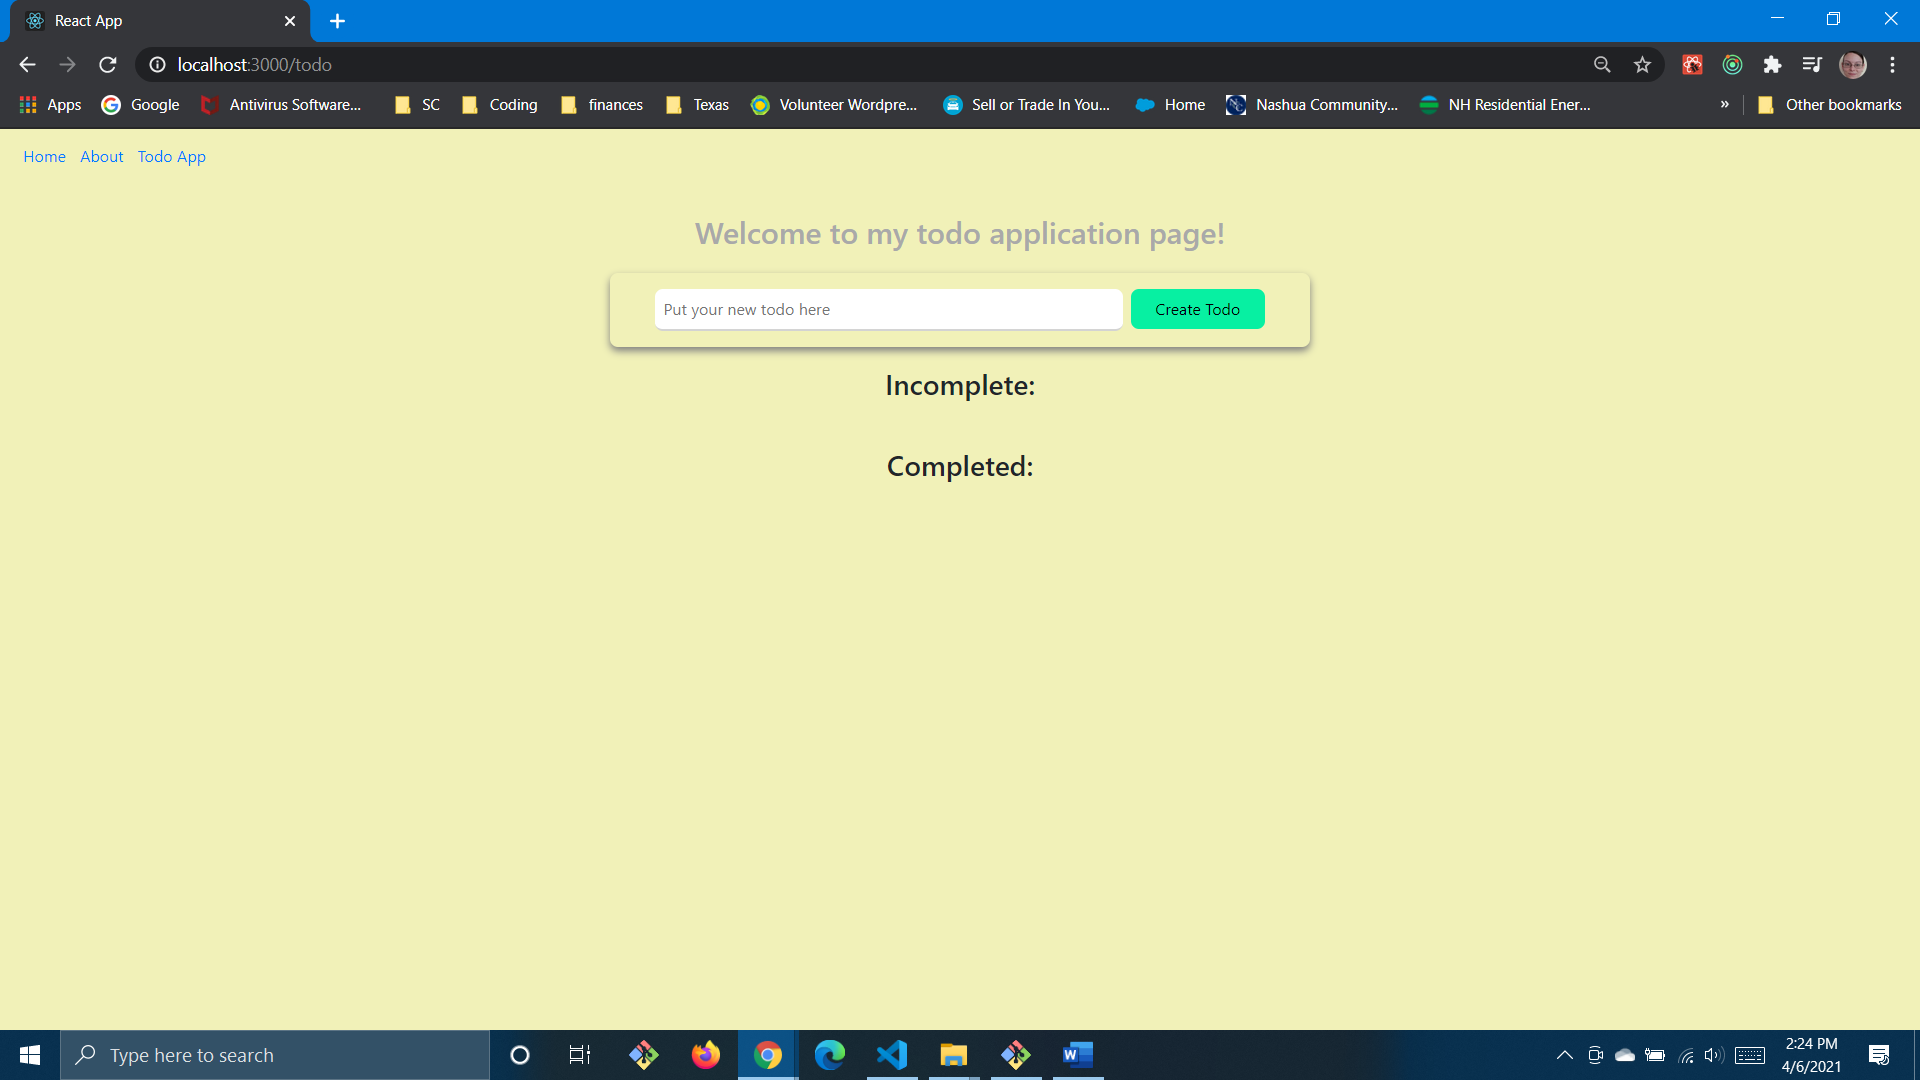 React App
localhost:3000/todo
Apps Google Antivirus Software... SC Coding finances Texas Volunteer Wordpre... Sell or Trade In You... Home Nashua Community... NH Residential Ener... » Other bookmarks
Home About Todo App
Welcome to my todo application page!
Put your new todo here Create Todo
Incomplete:
Completed:
Type here to search
2:24 PM
4/6/2021